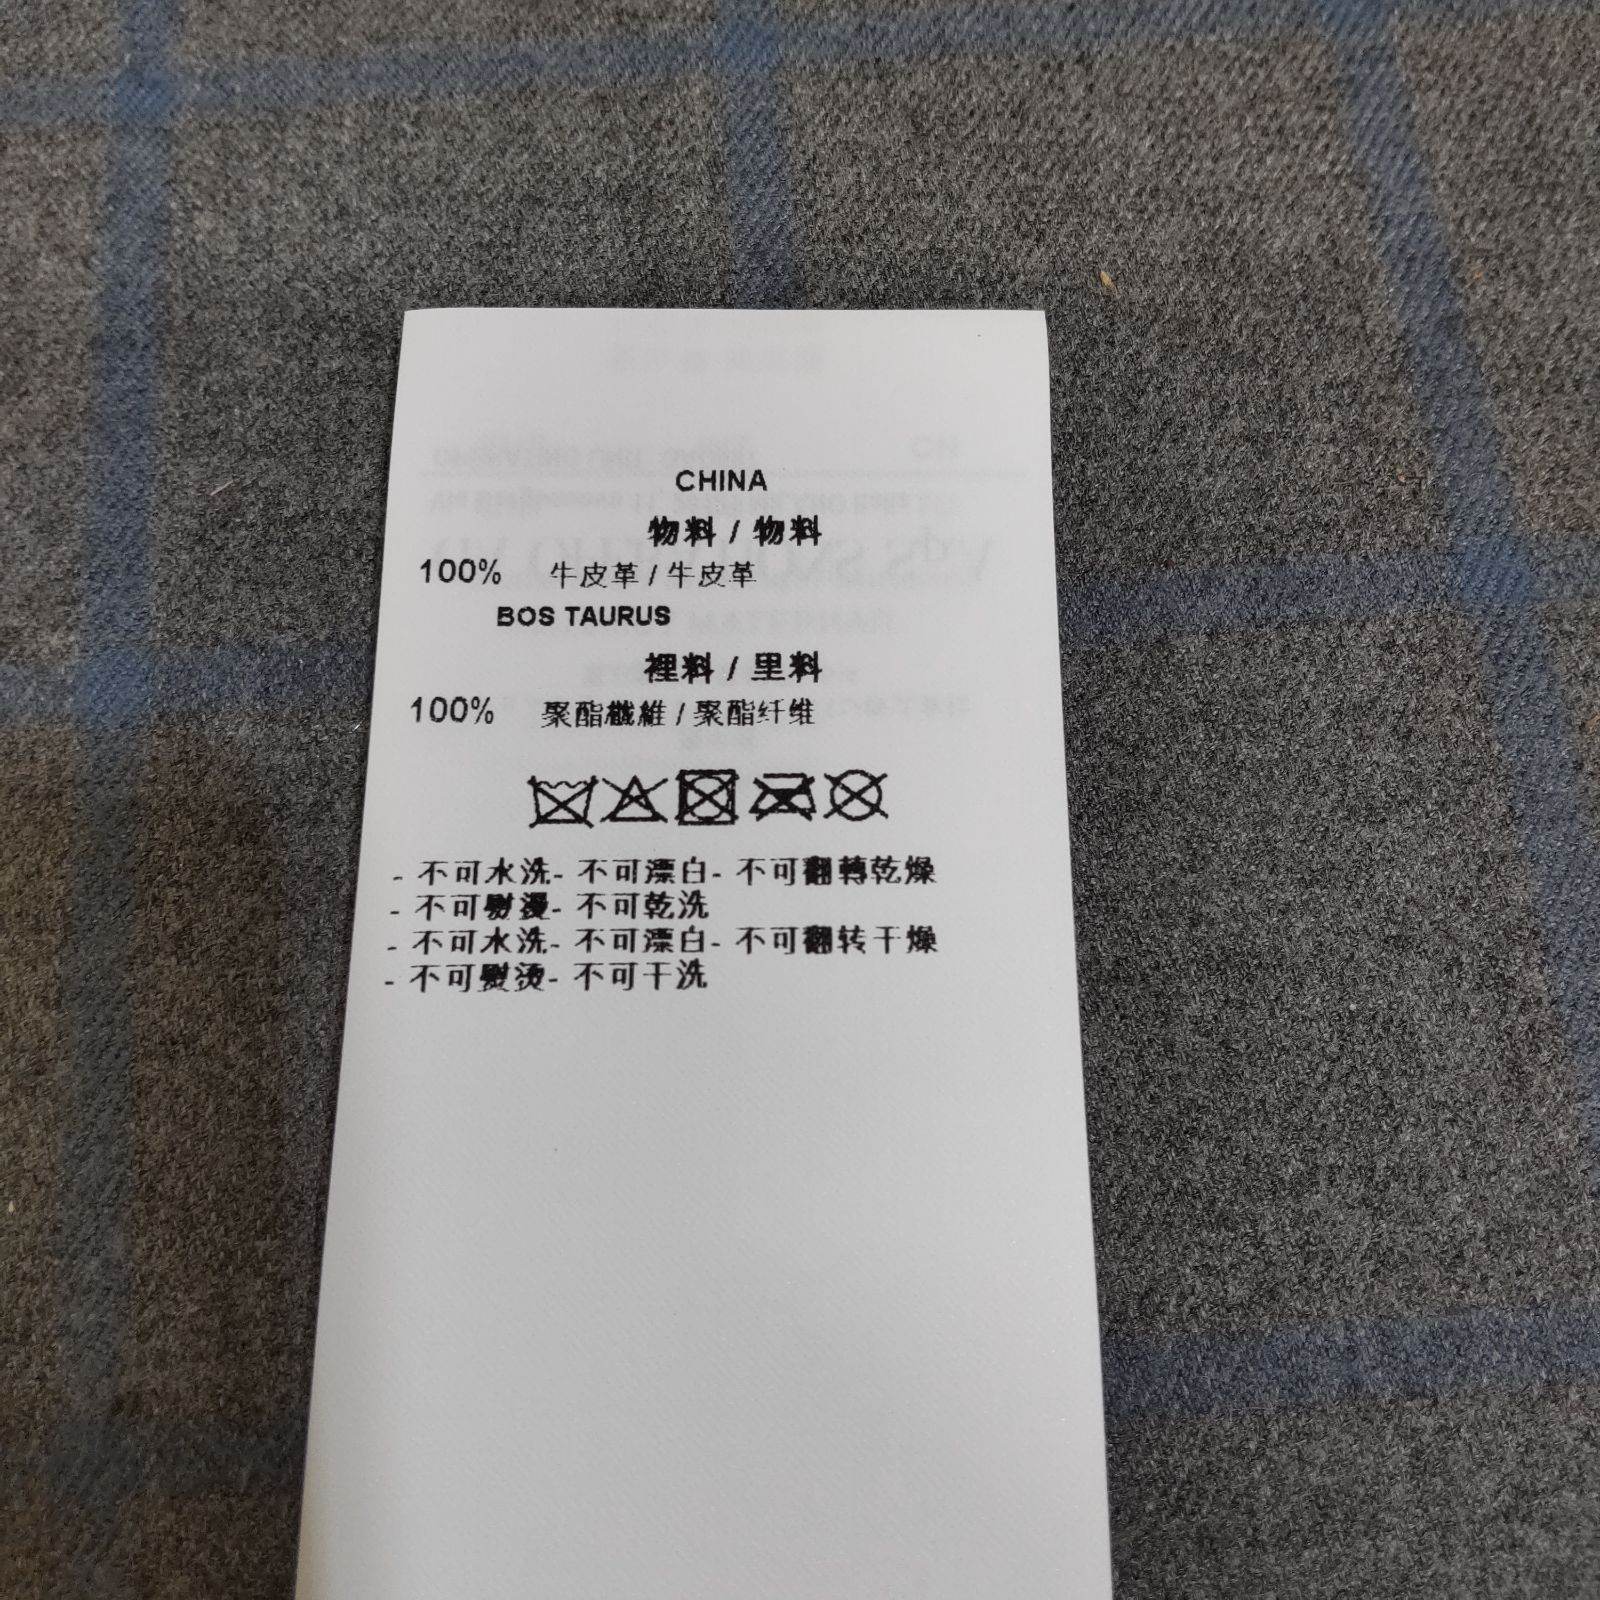 CHINA
物料 / 物料
100% 牛皮革 / 牛皮革
BOS TAURUS
裡料 / 里料
100% 聚酯纖維 / 聚酯纤维
- 不可水洗- 不可漂白- 不可翻轉乾燥
- 不可熨燙- 不可乾洗
- 不可水洗- 不可漂白- 不可翻转干燥
- 不可熨烫- 不可干洗